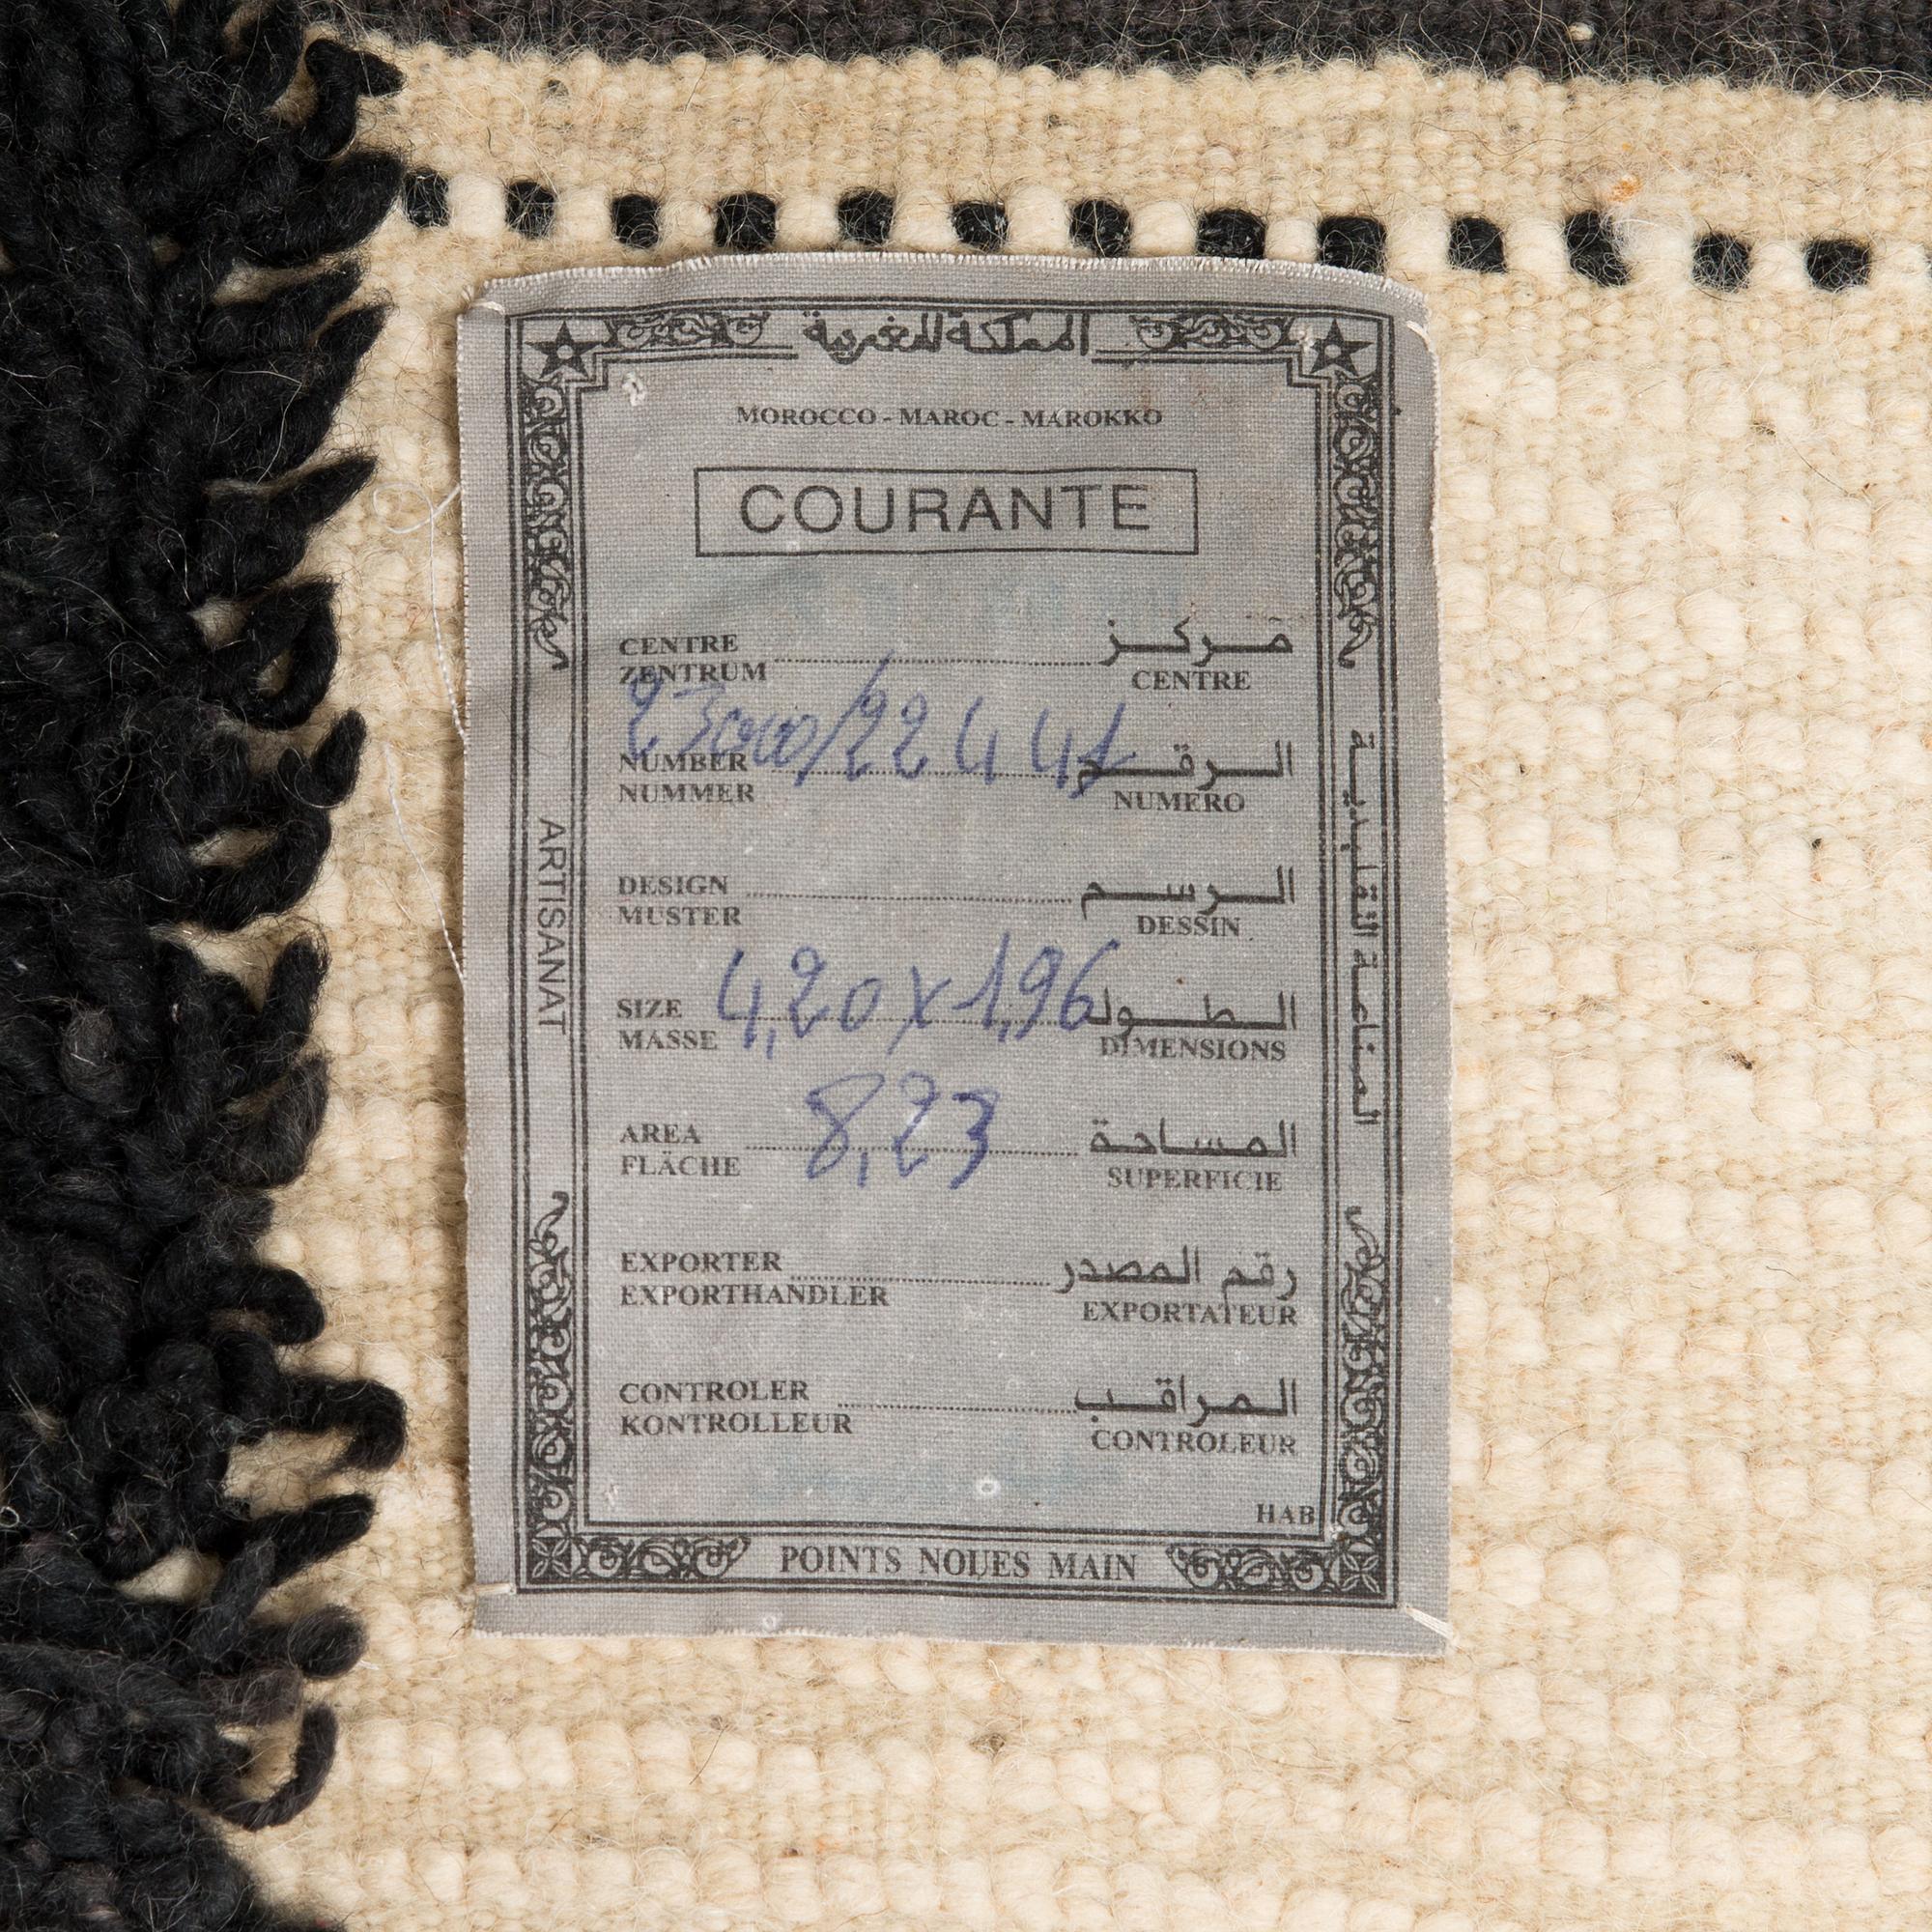 المملكة المغربية
MOROCCO - MAROC - MAROKKO
COURANTE
CENTRE مركز
ZENTRUM CENTRE
NUMBER الرقم
NUMMER NUMERO
DESIGN الرسم
MUSTER DESSIN
SIZE 4,20 x 1,96 الطول
MASSE DIMENSIONS
AREA 8,23 المساحة
FLÄCHE SUPERFICIE
EXPORTER رقم المصدر
EXPORTHANDLER EXPORTATEUR
CONTROLER المراقب
KONTROLLEUR CONTROLEUR
HAB
POINTS NOUES MAIN
ARTISANAT
الصناعة التقليدية